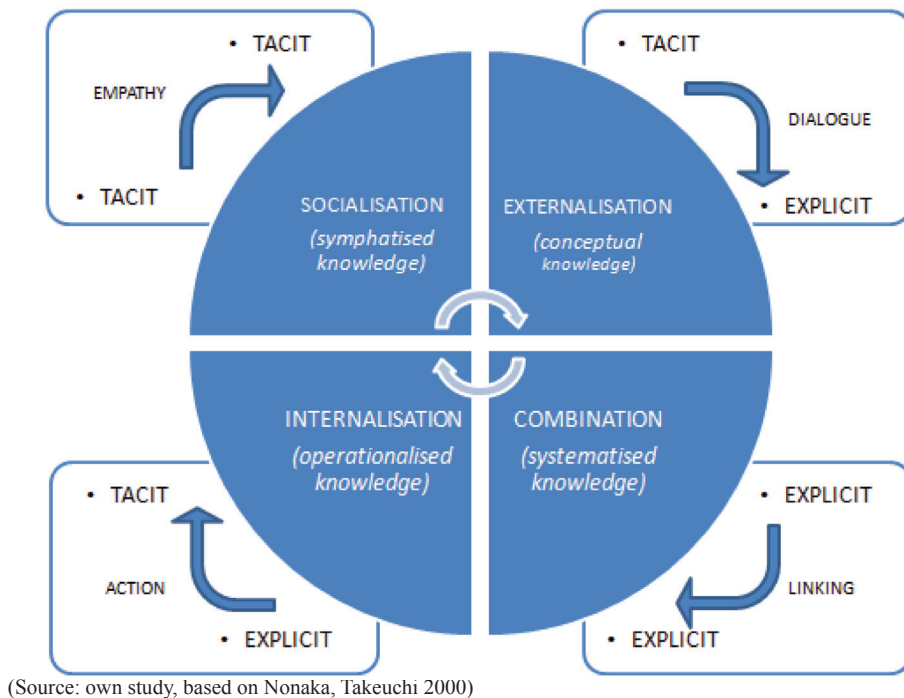 • TACIT
EMPATHY
• TACIT
• TACIT
DIALOGUE
• EXPLICIT
SOCIALISATION
(symphatised
knowledge)
EXTERNALISATION
(conceptual
knowledge)
INTERNALISATION
(operationalised
knowledge)
COMBINATION
(systematised
knowledge)
• TACIT
ACTION
• EXPLICIT
• EXPLICIT
LINKING
• EXPLICIT
(Source: own study, based on Nonaka, Takeuchi 2000)